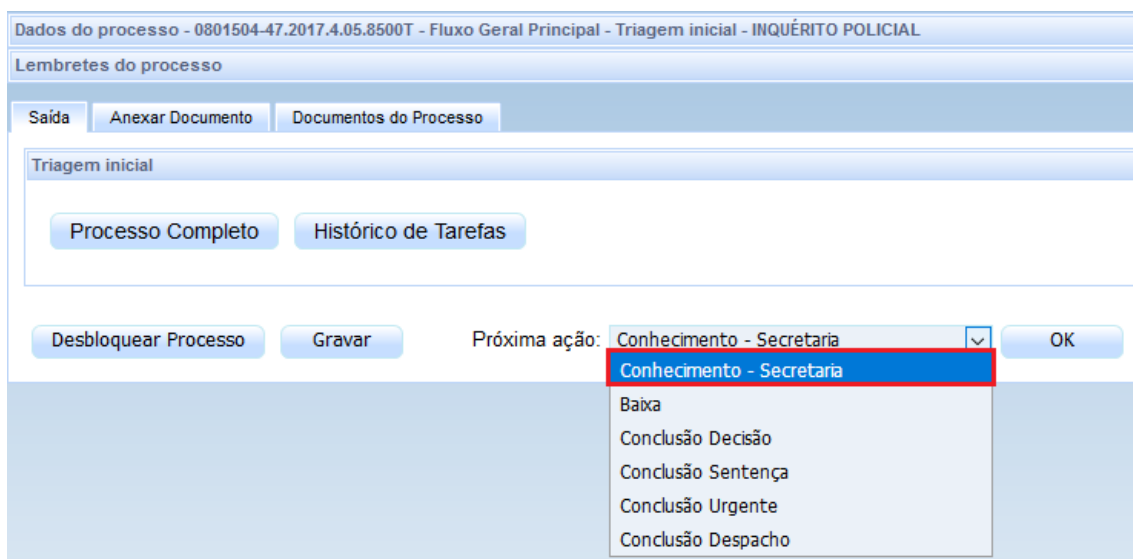 Dados do processo - 0801504-47.2017.4.05.8500T - Fluxo Geral Principal - Triagem inicial - INQUÉRITO POLICIAL
Lembretes do processo
Saída Anexar Documento Documentos do Processo
Triagem inicial
Processo Completo Histórico de Tarefas
Desbloquear Processo Gravar Próxima ação: Conhecimento - Secretaria OK
Conhecimento - Secretaria
Baixa
Conclusão Decisão
Conclusão Sentença
Conclusão Urgente
Conclusão Despacho